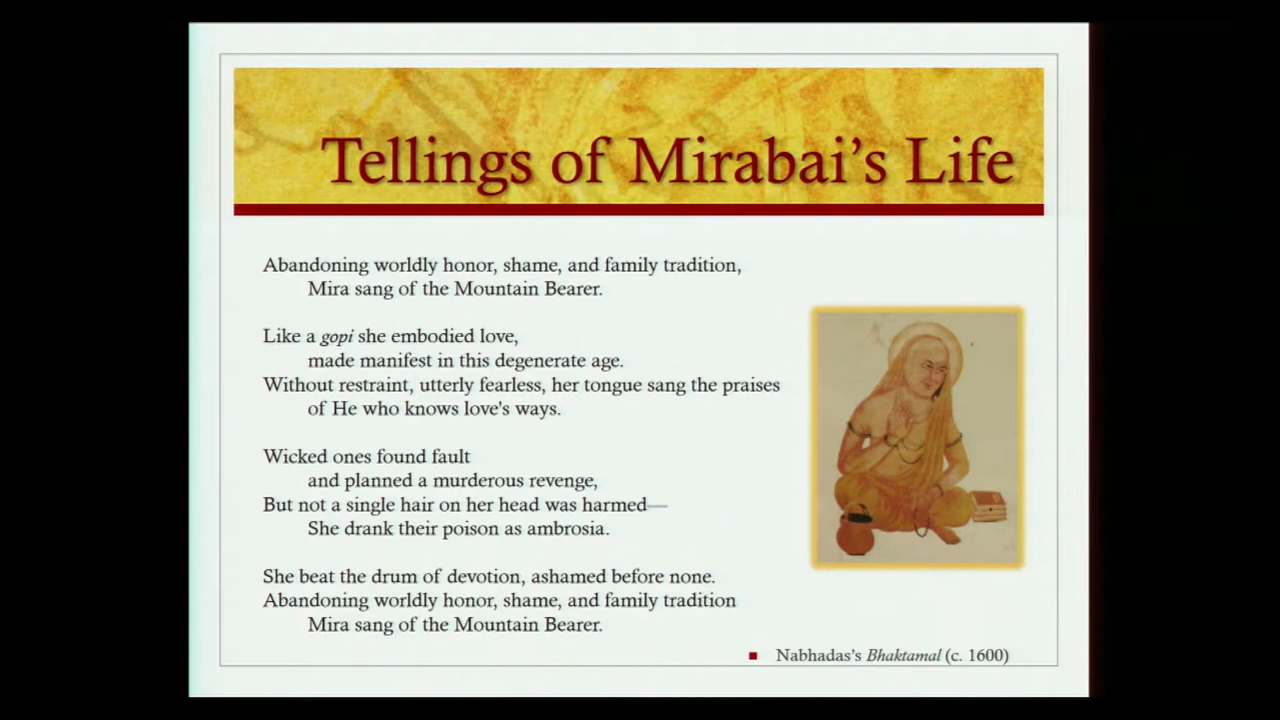 Tellings of Mirabai's Life
Abandoning worldly honor, shame, and family tradition,
Mira sang of the Mountain Bearer.
Like a gopi she embodied love,
made manifest in this degenerate age.
Without restraint, utterly fearless, her tongue sang the praises
of He who knows love's ways.
Wicked ones found fault
and planned a murderous revenge,
But not a single hair on her head was harmed—
She drank their poison as ambrosia.
She beat the drum of devotion, ashamed before none.
Abandoning worldly honor, shame, and family tradition
Mira sang of the Mountain Bearer.
Nabhadas's Bhaktamal (c. 1600)